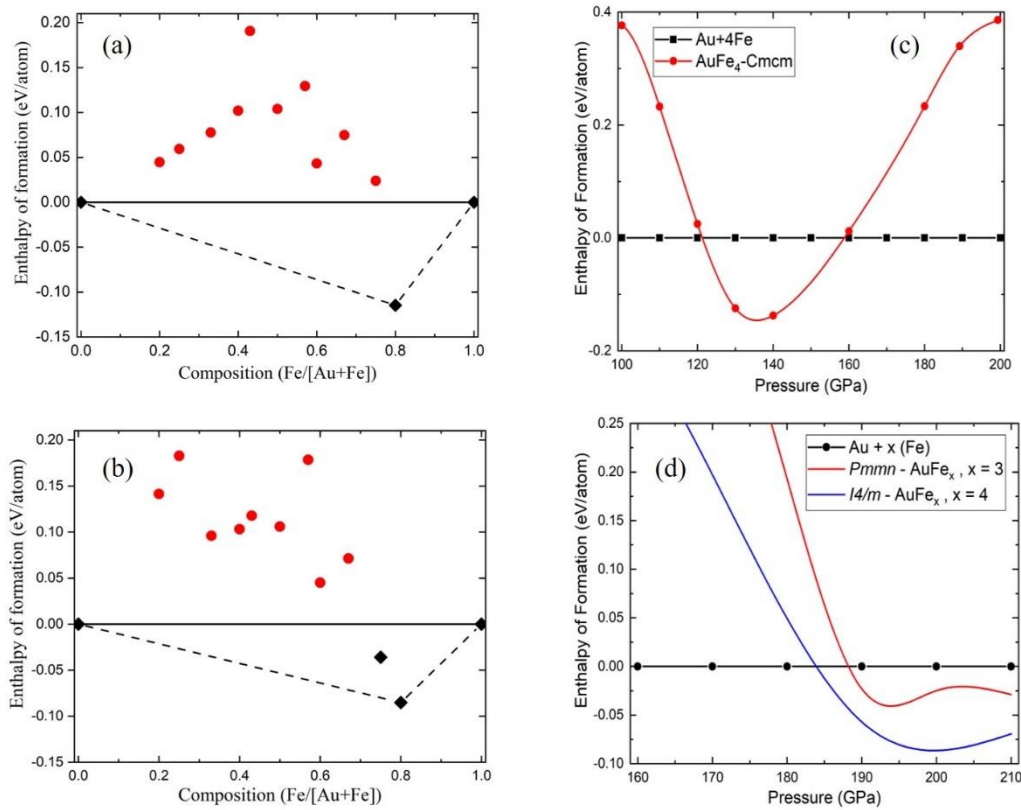 (a)
Enthalpy of formation (eV/atom)
0.20
0.15
0.10
0.05
0.00
-0.05
-0.10
-0.15
0.0 0.2 0.4 0.6 0.8 1.0
Composition (Fe/[Au+Fe])
(c)
Au+4Fe
AuFe4-Cmcm
Enthalpy of Formation (eV/atom)
0.4
0.2
0.0
-0.2
100 120 140 160 180 200
Pressure (GPa)
(b)
Enthalpy of formation (eV/atom)
0.20
0.15
0.10
0.05
0.00
-0.05
-0.10
-0.15
0.0 0.2 0.4 0.6 0.8 1.0
Composition (Fe/[Au+Fe])
(d)
Au + x (Fe)
Pmmn - AuFex , x = 3
I4/m - AuFex , x = 4
Enthalpy of Formation (eV/atom)
0.25
0.20
0.15
0.10
0.05
0.00
-0.05
-0.10
160 170 180 190 200 210
Pressure (GPa)